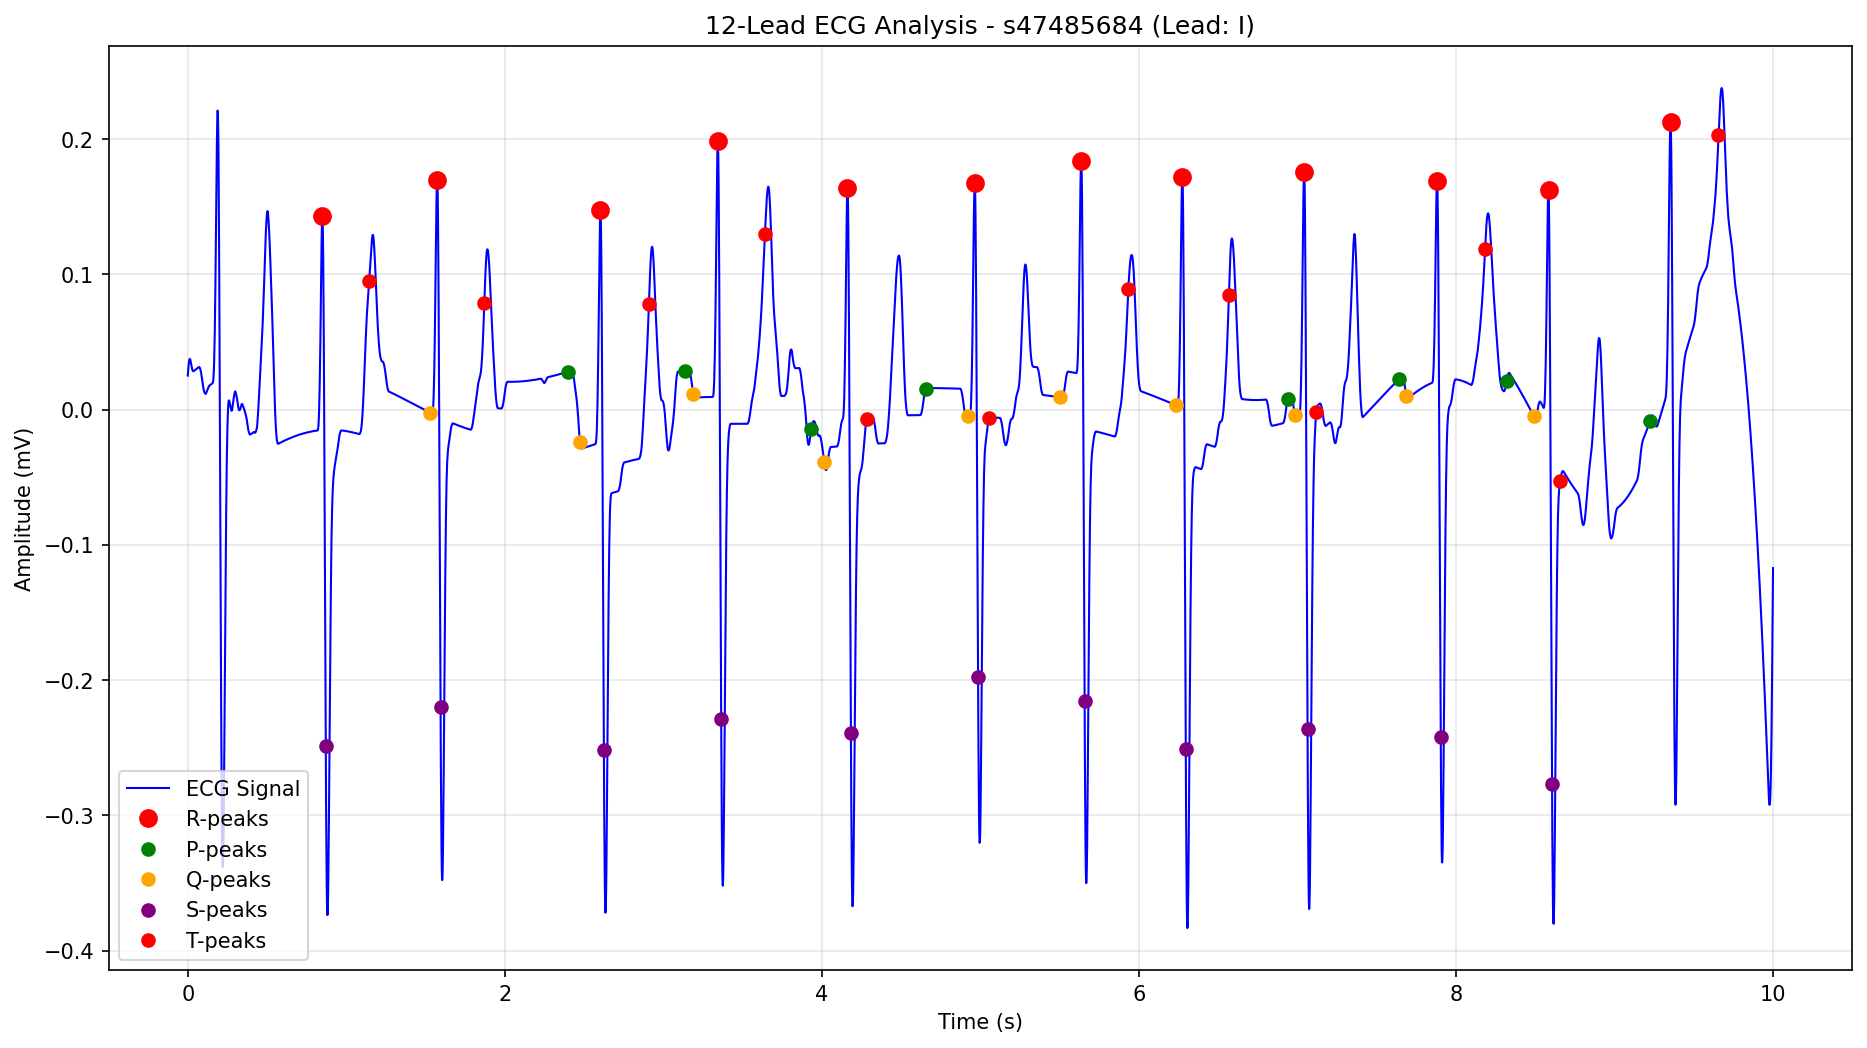 12-Lead ECG Analysis - s47485684 (Lead: I)
Amplitude (mV)
0.2
0.1
0.0
−0.1
−0.2
−0.3
−0.4
ECG Signal
R-peaks
P-peaks
Q-peaks
S-peaks
T-peaks
0 2 4 6 8 10
Time (s)